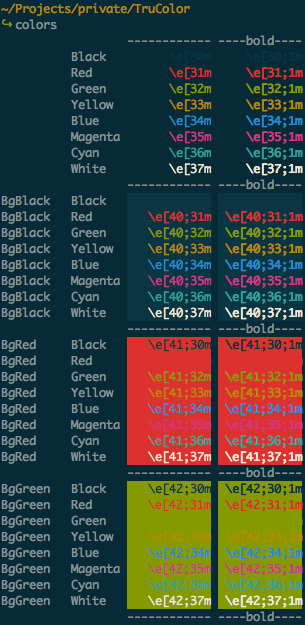 ~/Projects/private/TruColor
↪ colors
------------ ----bold----
Black \e[30m \e[30;1m
Red \e[31m \e[31;1m
Green \e[32m \e[32;1m
Yellow \e[33m \e[33;1m
Blue \e[34m \e[34;1m
Magenta \e[35m \e[35;1m
Cyan \e[36m \e[36;1m
White \e[37m \e[37;1m
------------ ----bold----
BgBlack Black
BgBlack Red \e[40;31m \e[40;31;1m
BgBlack Green \e[40;32m \e[40;32;1m
BgBlack Yellow \e[40;33m \e[40;33;1m
BgBlack Blue \e[40;34m \e[40;34;1m
BgBlack Magenta \e[40;35m \e[40;35;1m
BgBlack Cyan \e[40;36m \e[40;36;1m
BgBlack White \e[40;37m \e[40;37;1m
------------ ----bold----
BgRed Black \e[41;30m \e[41;30;1m
BgRed Red
BgRed Green \e[41;32m \e[41;32;1m
BgRed Yellow \e[41;33m \e[41;33;1m
BgRed Blue \e[41;34m \e[41;34;1m
BgRed Magenta \e[41;35m \e[41;35;1m
BgRed Cyan \e[41;36m \e[41;36;1m
BgRed White \e[41;37m \e[41;37;1m
------------ ----bold----
BgGreen Black \e[42;30m \e[42;30;1m
BgGreen Red \e[42;31m \e[42;31;1m
BgGreen Green
BgGreen Yellow \e[42;33m \e[42;33;1m
BgGreen Blue \e[42;34m \e[42;34;1m
BgGreen Magenta \e[42;35m \e[42;35;1m
BgGreen Cyan \e[42;36m \e[42;36;1m
BgGreen White \e[42;37m \e[42;37;1m